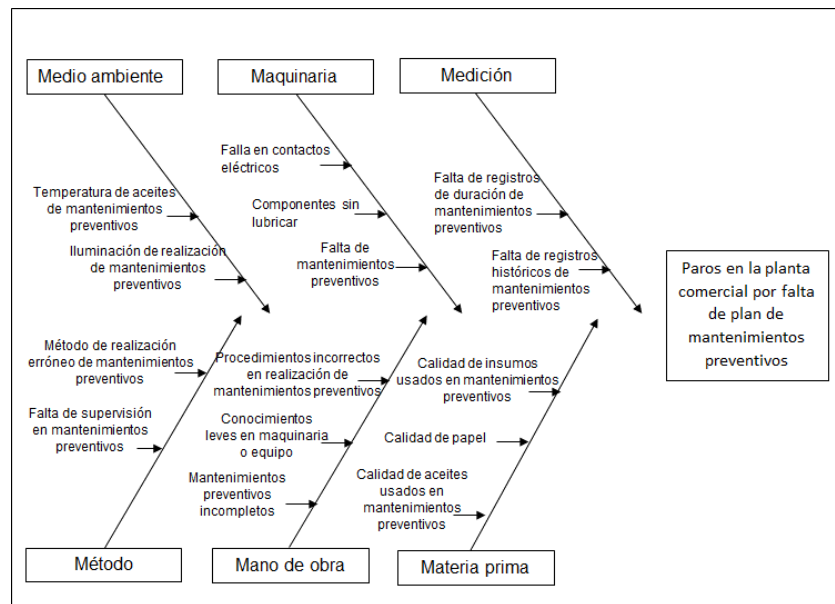 Medio ambiente
Maquinaria
Medición
Falla en contactos
eléctricos
Temperatura de aceites
de mantenimientos
preventivos
Componentes sin
lubricar
Falta de registros
de duración de
mantenimientos
preventivos
Iluminación de realización
de mantenimientos
preventivos
Falta de
mantenimientos
preventivos
Falta de registros
históricos de
mantenimientos
preventivos
Paros en la planta
comercial por falta
de plan de
mantenimientos
preventivos
Método de realización
erróneo de mantenimientos
preventivos
Procedimientos incorrectos
en realización de
mantenimientos preventivos
Calidad de insumos
usados en mantenimientos
preventivos
Falta de supervisión
en mantenimientos
preventivos
Conocimientos
leves en maquinaria
o equipo
Calidad de papel
Mantenimientos
preventivos
incompletos
Calidad de aceites
usados en
mantenimientos
preventivos
Método
Mano de obra
Materia prima